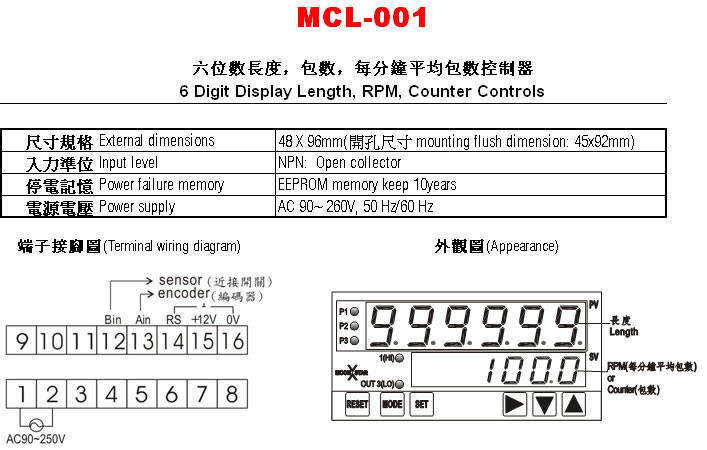 MCL-001
六位數長度，包數，每分鐘平均包數控制器
6 Digit Display Length, RPM, Counter Controls
尺寸規格 External dimensions 48 X 96mm(開孔尺寸 mounting flush dimension: 45x92mm)
入力準位 Input level NPN: Open collector
停電記憶 Power failure memory EEPROM memory keep 10years
電源電壓 Power supply AC 90~ 260V, 50 Hz/60 Hz
端子接腳圖(Terminal wiring diagram) 外觀圖(Appearance)
sensor (近接開關)
encoder(編碼器)
Bin Ain RS +12V 0V
9 10 11 12 13 14 15 16
1 2 3 4 5 6 7 8
AC90~250V
PV
P1
P2
P3
999999
長度
Length
1(HI)
SV
OUT 3(LO)
100.0
RPM(每分鐘平均包數)
or
Counter(包數)
RESET MODE SET